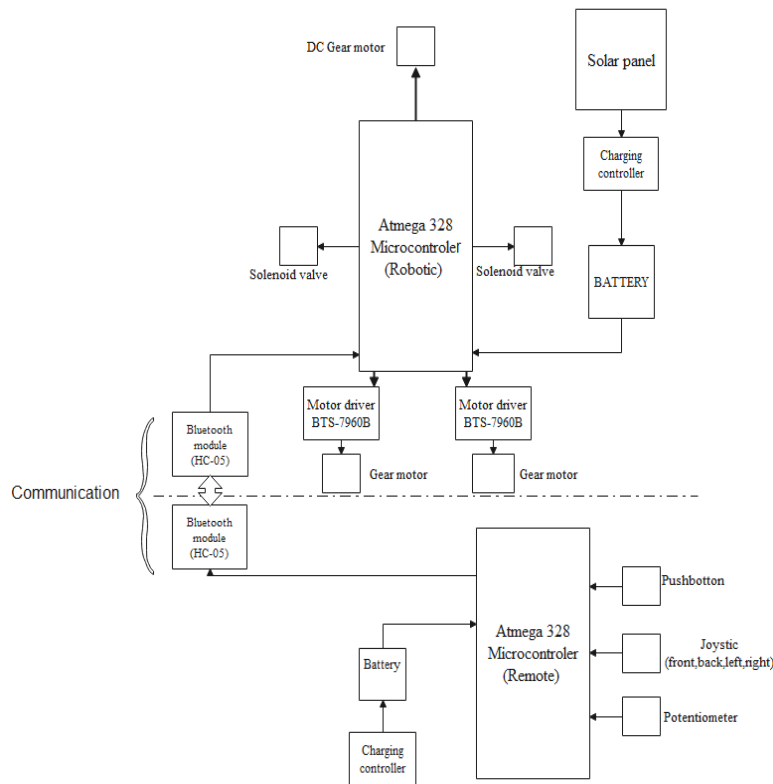 DC Gear motor
Solar panel
Charging
controller
Atmega 328
Microcontroler
(Robotic)
Solenoid valve
Solenoid valve
BATTERY
Motor driver
BTS-7960B
Motor driver
BTS-7960B
Bluetooth
module
(HC-05)
Gear motor
Gear motor
Communication
Bluetooth
module
(HC-05)
Pushbotton
Atmega 328
Microcontroler
(Remote)
Joystic
(front,back,left,right)
Battery
Potentiometer
Charging
controller